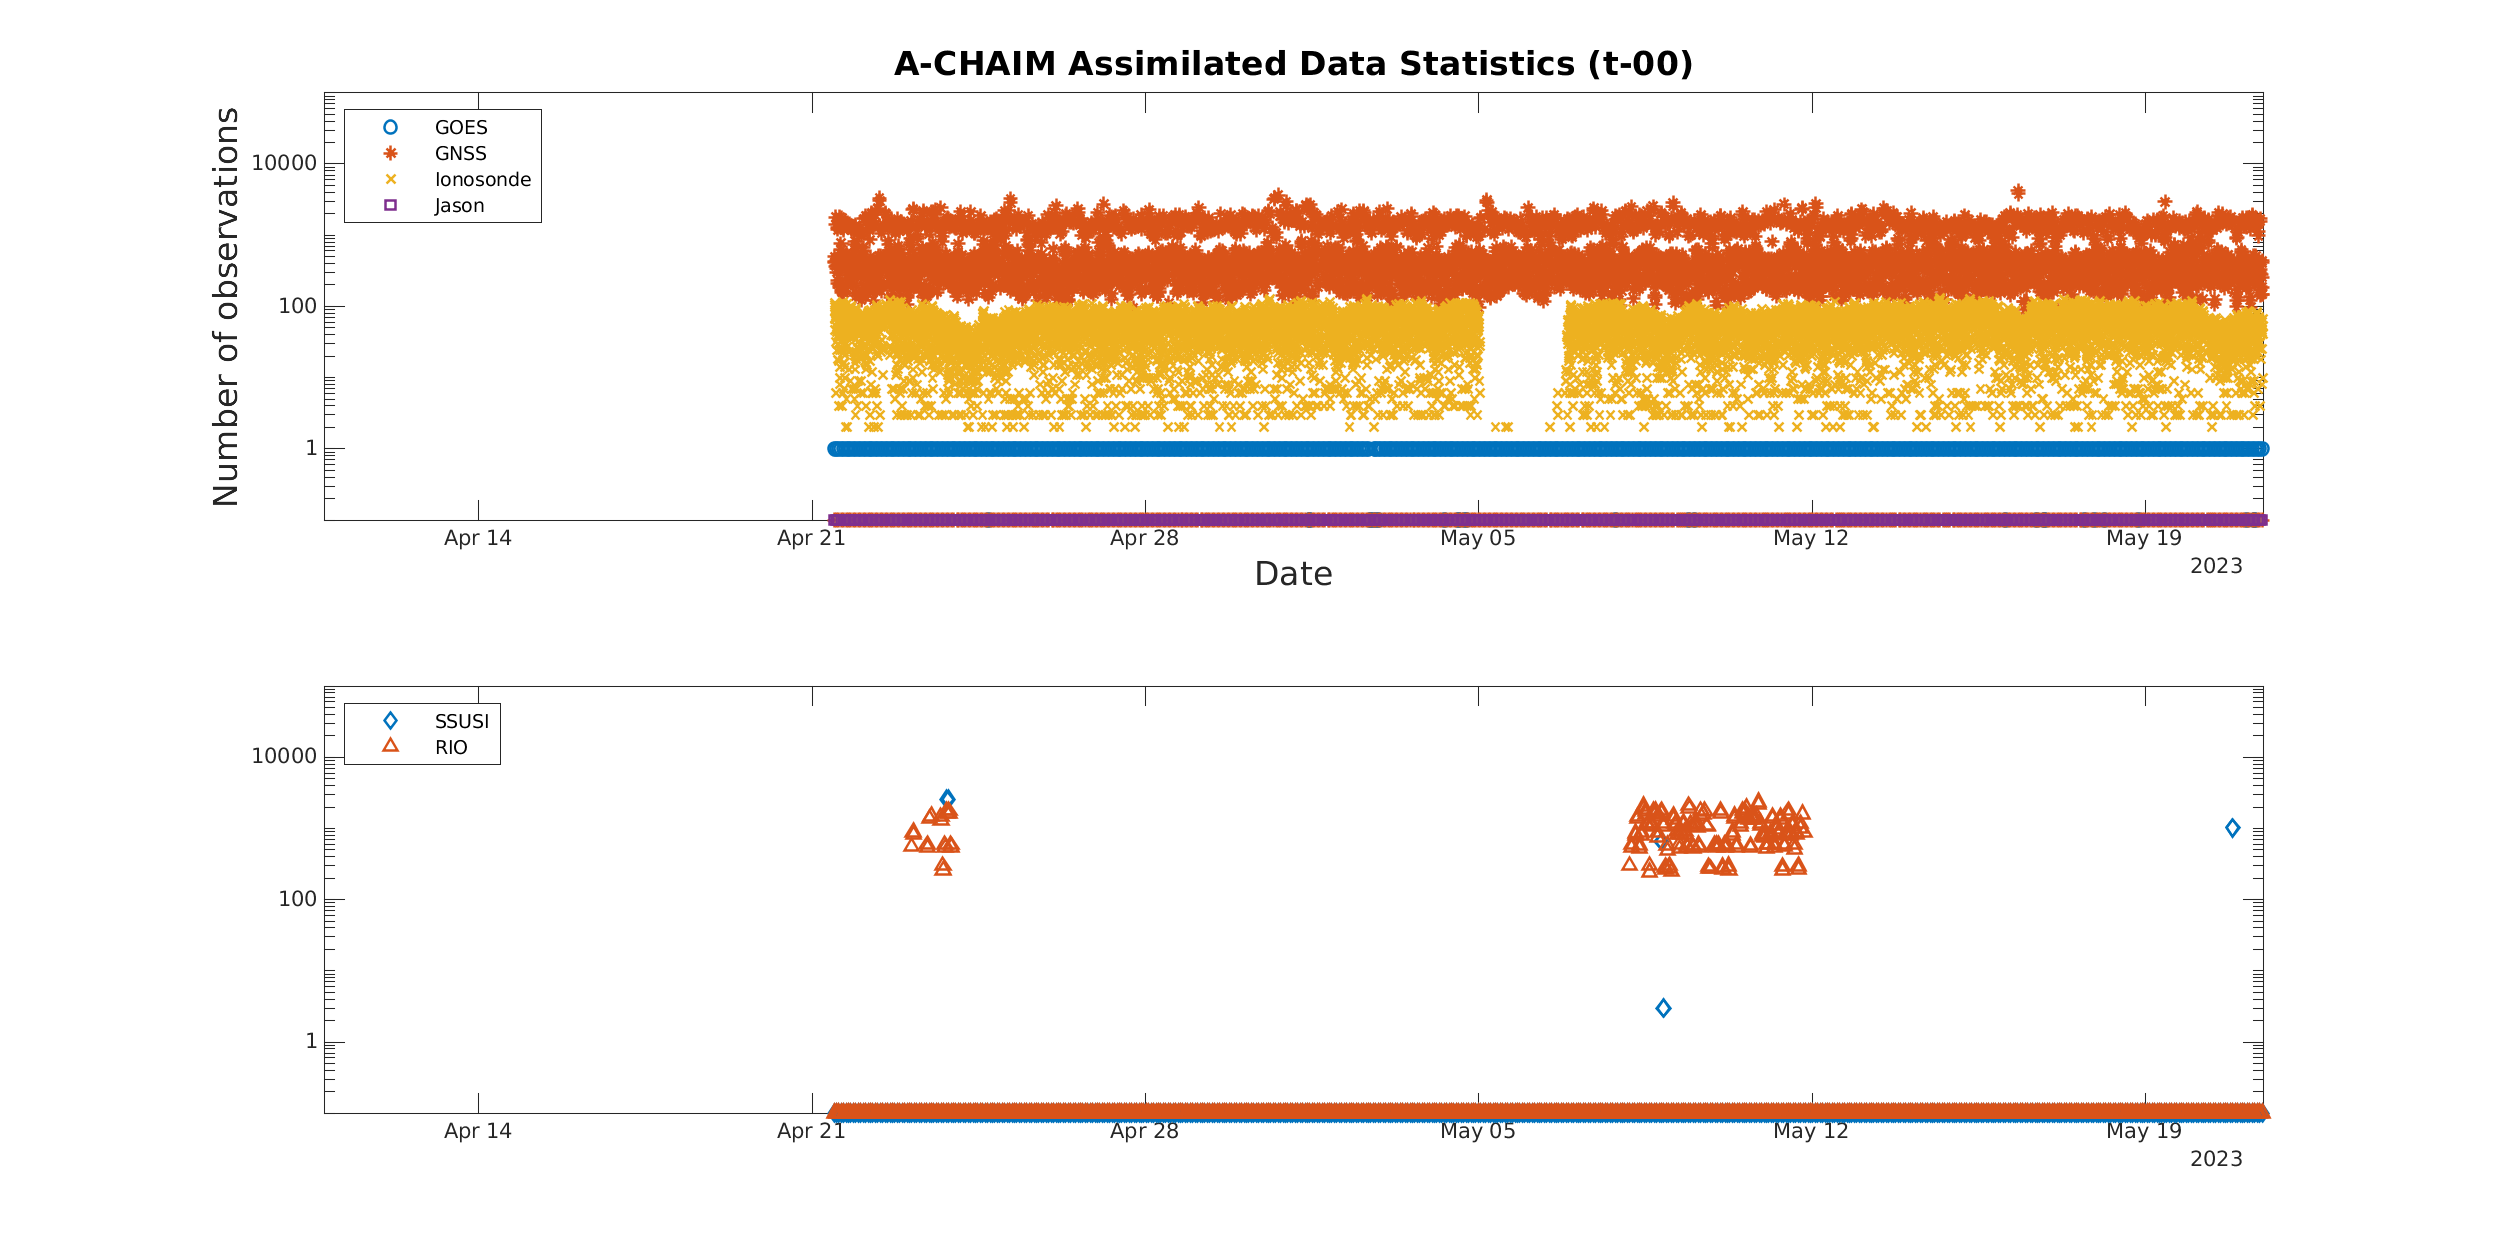 A-CHAIM Assimilated Data Statistics (t-00)
Number of observations
10000
100
1
GOES
GNSS
Ionosonde
Jason
Apr 14 Apr 21 Apr 28 May 05 May 12 May 19
2023
Date
10000
100
1
SSUSI
RIO
Apr 14 Apr 21 Apr 28 May 05 May 12 May 19
2023